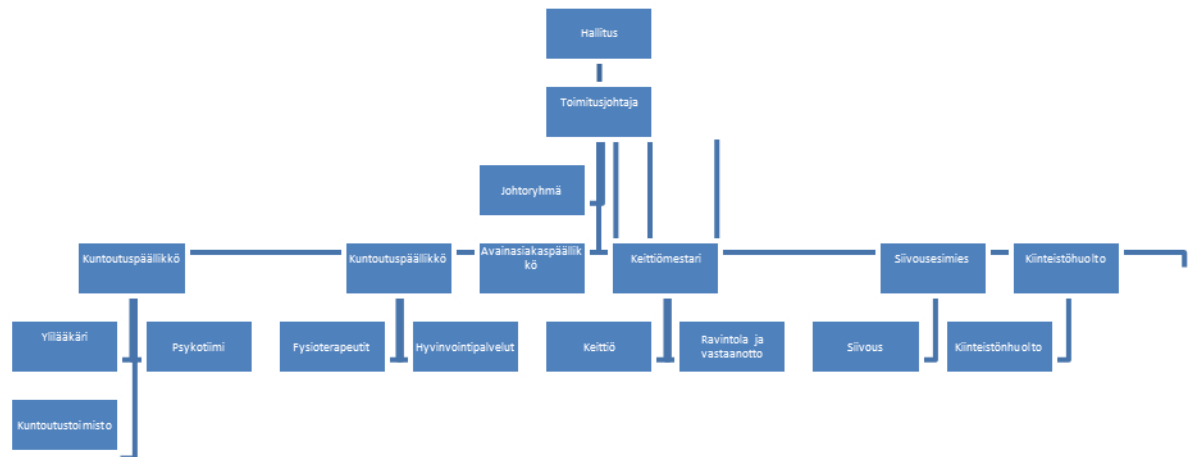 Hallitus
Toimitusjohtaja
Johtoryhmä
Kuntoutuspäällikkö
Kuntoutuspäällikkö
Avainasiakaspäällik
kö
Keittiömestari
Siivousesimies
Kiinteistöhuolto
Ylilääkäri
Psykotiimi
Fysioterapeutit
Hyvinvointipalvelut
Keittiö
Ravintola ja
vastaanotto
Siivous
Kiinteistönhuolto
Kuntoutustoimisto